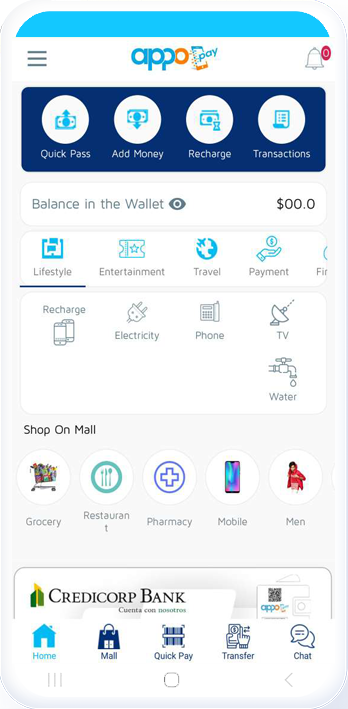 appo pay
0
Quick Pass Add Money Recharge Transactions
Balance in the Wallet $00.0
Lifestyle Entertainment Travel Payment Fi
Recharge
Electricity Phone TV
Water
Shop On Mall
Grocery Restauran
t Pharmacy Mobile Men
CREDICORP BANK
Cuenta con nosotros
appo pay
Home Mall Quick Pay Transfer Chat